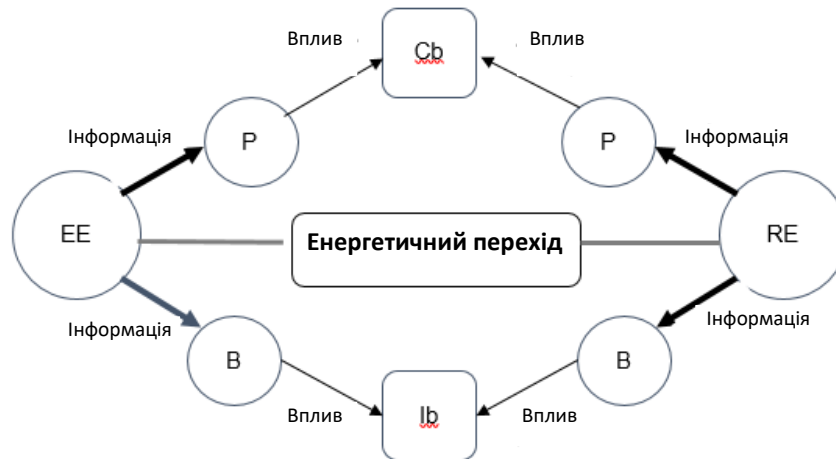 Вплив
Cb
Вплив
Інформація
P
P
Інформація
EE
Енергетичний перехід
RE
Інформація
Інформація
B
B
Вплив
Ib
Вплив